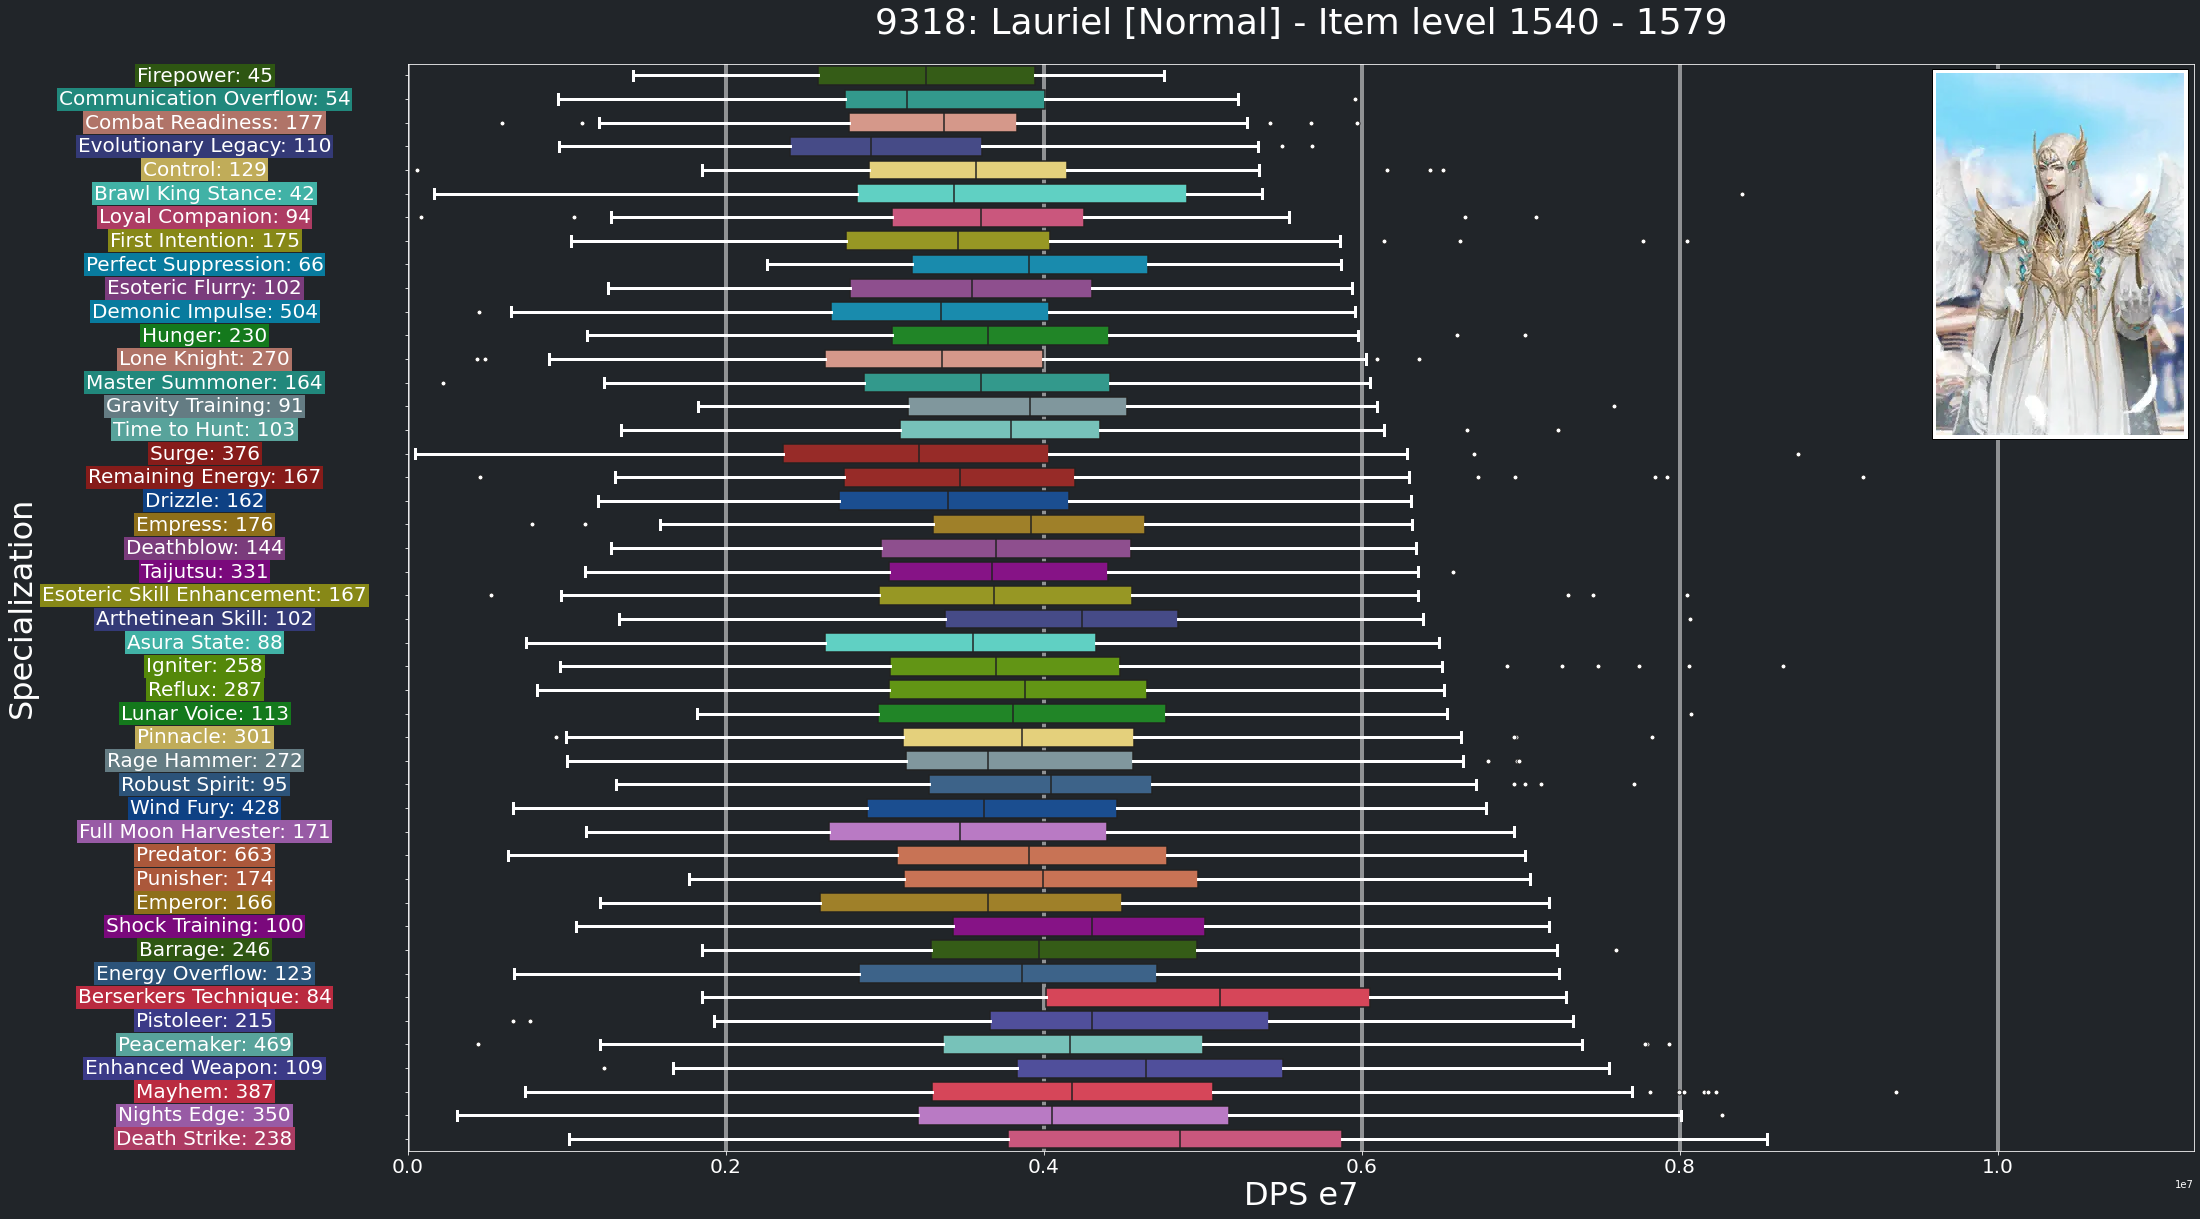 9318: Lauriel [Normal] - Item level 1540 - 1579
Firepower: 45
Communication Overflow: 54
Combat Readiness: 177
Evolutionary Legacy: 110
Control: 129
Brawl King Stance: 42
Loyal Companion: 94
First Intention: 175
Perfect Suppression: 66
Esoteric Flurry: 102
Demonic Impulse: 504
Hunger: 230
Lone Knight: 270
Master Summoner: 164
Gravity Training: 91
Time to Hunt: 103
Surge: 376
Remaining Energy: 167
Drizzle: 162
Empress: 176
Deathblow: 144
Taijutsu: 331
Esoteric Skill Enhancement: 167
Arthetinean Skill: 102
Asura State: 88
Igniter: 258
Reflux: 287
Lunar Voice: 113
Pinnacle: 301
Rage Hammer: 272
Robust Spirit: 95
Wind Fury: 428
Full Moon Harvester: 171
Predator: 663
Punisher: 174
Emperor: 166
Shock Training: 100
Barrage: 246
Energy Overflow: 123
Berserkers Technique: 84
Pistoleer: 215
Peacemaker: 469
Enhanced Weapon: 109
Mayhem: 387
Nights Edge: 350
Death Strike: 238
Specialization
0.0 0.2 0.4 0.6 0.8 1.0
DPS e7
1e7